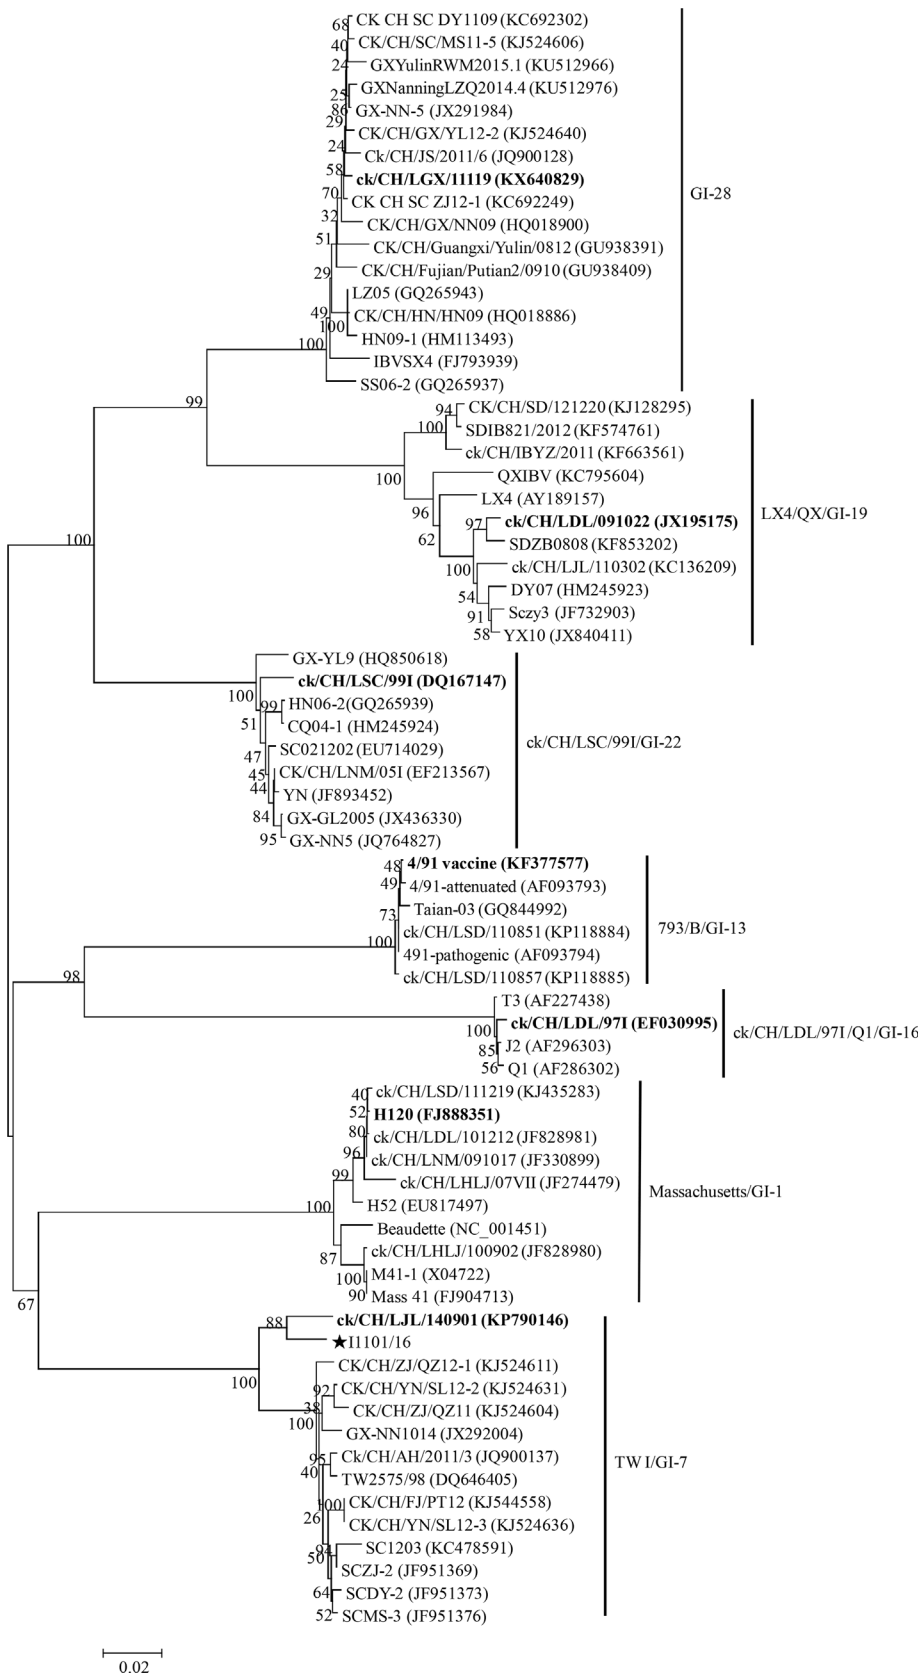 68 CK CH SC DY1109 (KC692302)
40 CK/CH/SC/MS11-5 (KJ524606)
24 GXYulinRWM2015.1 (KU512966)
25 GXNanningLZQ2014.4 (KU512976)
86 GX-NN-5 (JX291984)
29 CK/CH/GX/YL12-2 (KJ524640)
24 Ck/CH/JS/2011/6 (JQ900128)
58 ck/CH/LGX/11119 (KX640829)
GI-28
70 CK CH SC ZJ12-1 (KC692249)
32 CK/CH/GX/NN09 (HQ018900)
51 CK/CH/Guangxi/Yulin/0812 (GU938391)
29 CK/CH/Fujian/Putian2/0910 (GU938409)
LZ05 (GQ265943)
49 CK/CH/HN/HN09 (HQ018886)
100
100 HN09-1 (HM113493)
IBVSX4 (FJ793939)
SS06-2 (GQ265937)
99
94 CK/CH/SD/121220 (KJ128295)
100 SDIB821/2012 (KF574761)
ck/CH/IBYZ/2011 (KF663561)
100 QXIBV (KC795604)
LX4 (AY189157)
96
LX4/QX/GI-19
97 ck/CH/LDL/091022 (JX195175)
100 62 SDZB0808 (KF853202)
100 ck/CH/LJL/110302 (KC136209)
DY07 (HM245923)
54
91 Sczy3 (JF732903)
58 YX10 (JX840411)
GX-YL9 (HQ850618)
100 ck/CH/LSC/99I (DQ167147)
99 HN06-2(GQ265939)
51 CQ04-1 (HM245924)
ck/CH/LSC/99I/GI-22
47 SC021202 (EU714029)
45 CK/CH/LNM/05I (EF213567)
44 YN (JF893452)
84 GX-GL2005 (JX436330)
95 GX-NN5 (JQ764827)
48 4/91 vaccine (KF377577)
49 4/91-attenuated (AF093793)
73 Taian-03 (GQ844992)
793/B/GI-13
100 ck/CH/LSD/110851 (KP118884)
491-pathogenic (AF093794)
98 ck/CH/LSD/110857 (KP118885)
T3 (AF227438)
100 ck/CH/LDL/97I (EF030995)
ck/CH/LDL/97I/Q1/GI-16
85 J2 (AF296303)
56 Q1 (AF286302)
40 ck/CH/LSD/111219 (KJ435283)
52 H120 (FJ888351)
80 ck/CH/LDL/101212 (JF828981)
96 ck/CH/LNM/091017 (JF330899)
99 ck/CH/LHLJ/07VII (JF274479)
Massachusetts/GI-1
100 H52 (EU817497)
Beaudette (NC_001451)
87 ck/CH/LHLJ/100902 (JF828980)
100 M41-1 (X04722)
90 Mass 41 (FJ904713)
67
88 ck/CH/LJL/140901 (KP790146)
★I1101/16
CK/CH/ZJ/QZ12-1 (KJ524611)
100 92 CK/CH/YN/SL12-2 (KJ524631)
38 CK/CH/ZJ/QZ11 (KJ524604)
100 GX-NN1014 (JX292004)
95 Ck/CH/AH/2011/3 (JQ900137)
TW I/GI-7
40 TW2575/98 (DQ646405)
100 CK/CH/FJ/PT12 (KJ544558)
26 CK/CH/YN/SL12-3 (KJ524636)
94 SC1203 (KC478591)
50 SCZJ-2 (JF951369)
64 SCDY-2 (JF951373)
52 SCMS-3 (JF951376)
0.02